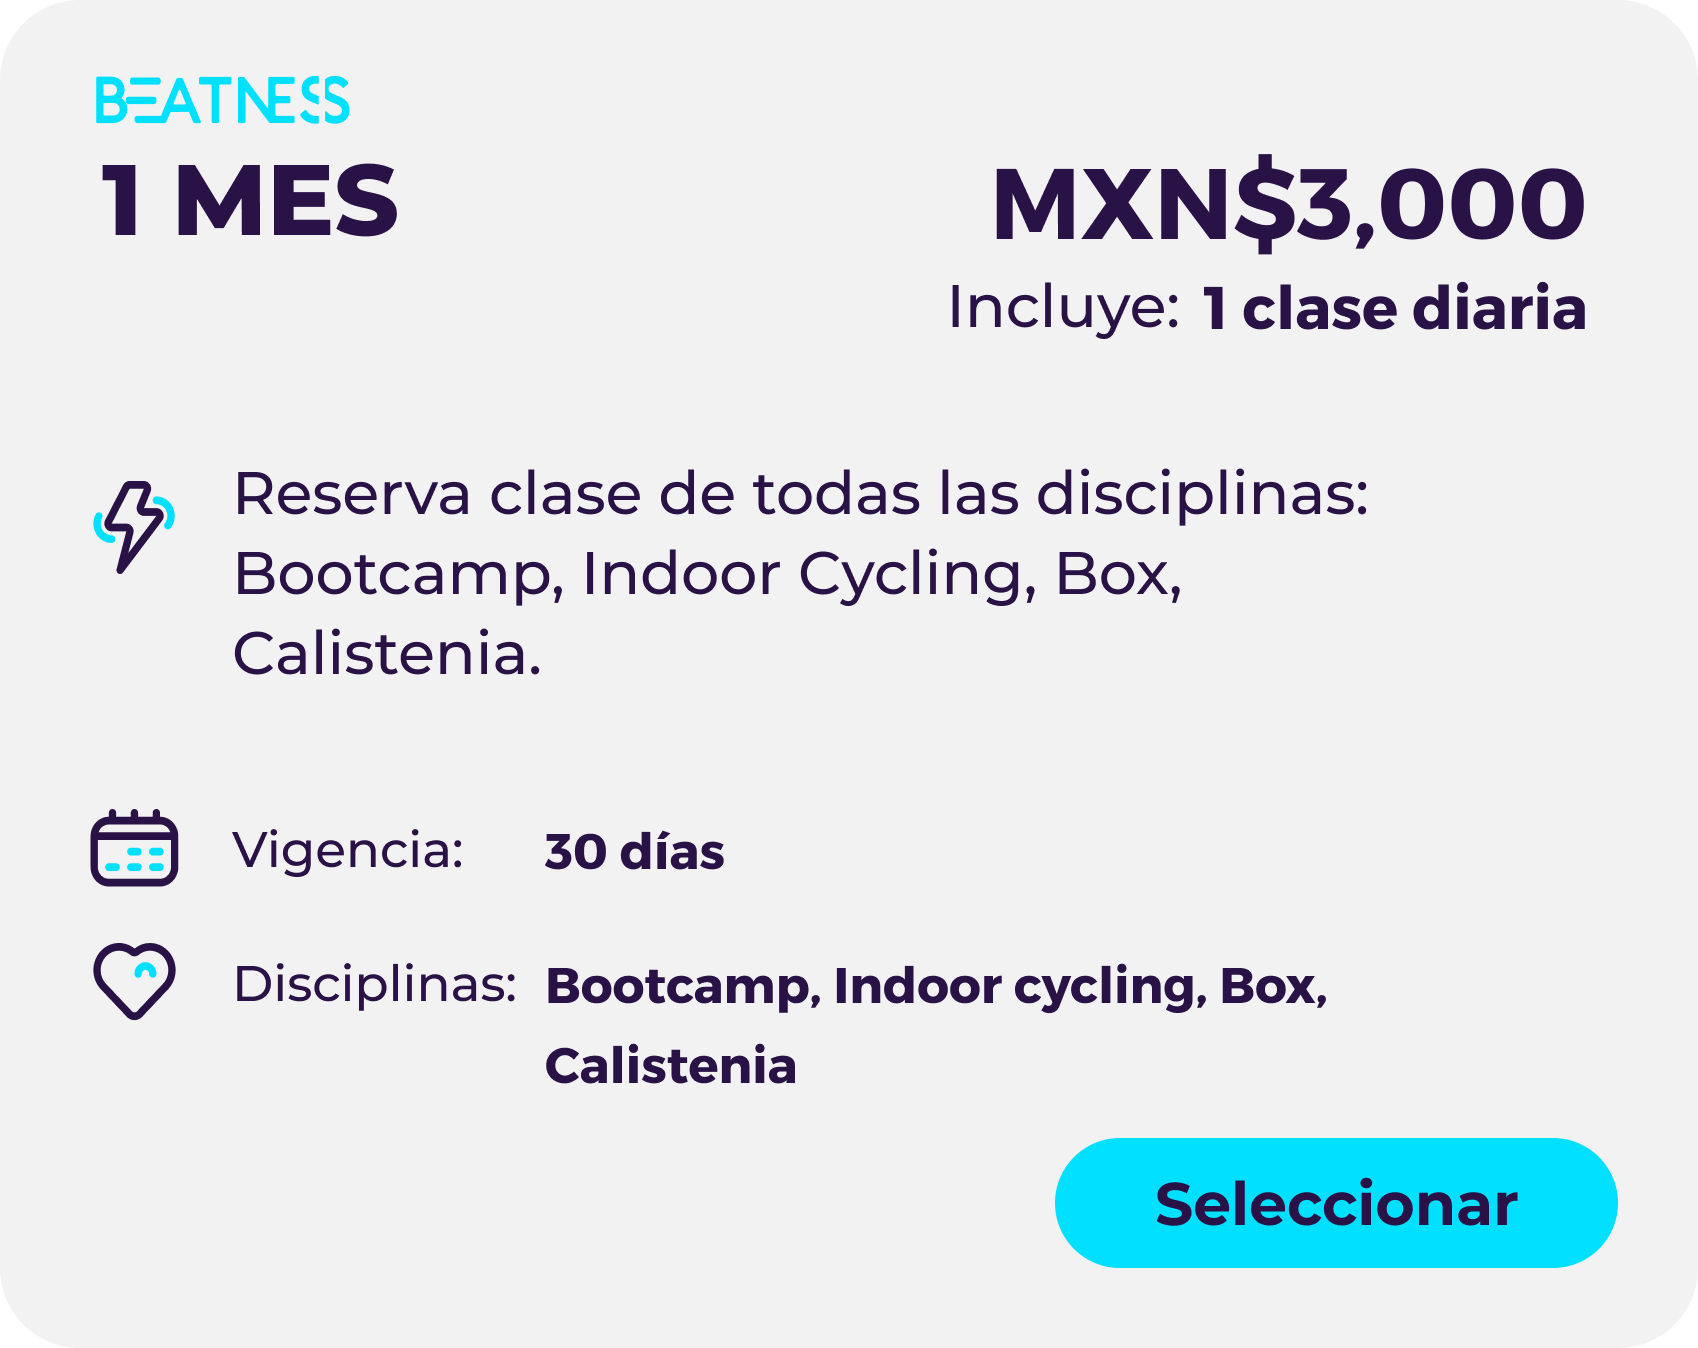 BEATNESS
1 MES
MXN$3,000
Incluye: 1 clase diaria
Reserva clase de todas las disciplinas:
Bootcamp, Indoor Cycling, Box,
Calistenia.
Vigencia: 30 días
Disciplinas: Bootcamp, Indoor cycling, Box,
Calistenia
Seleccionar